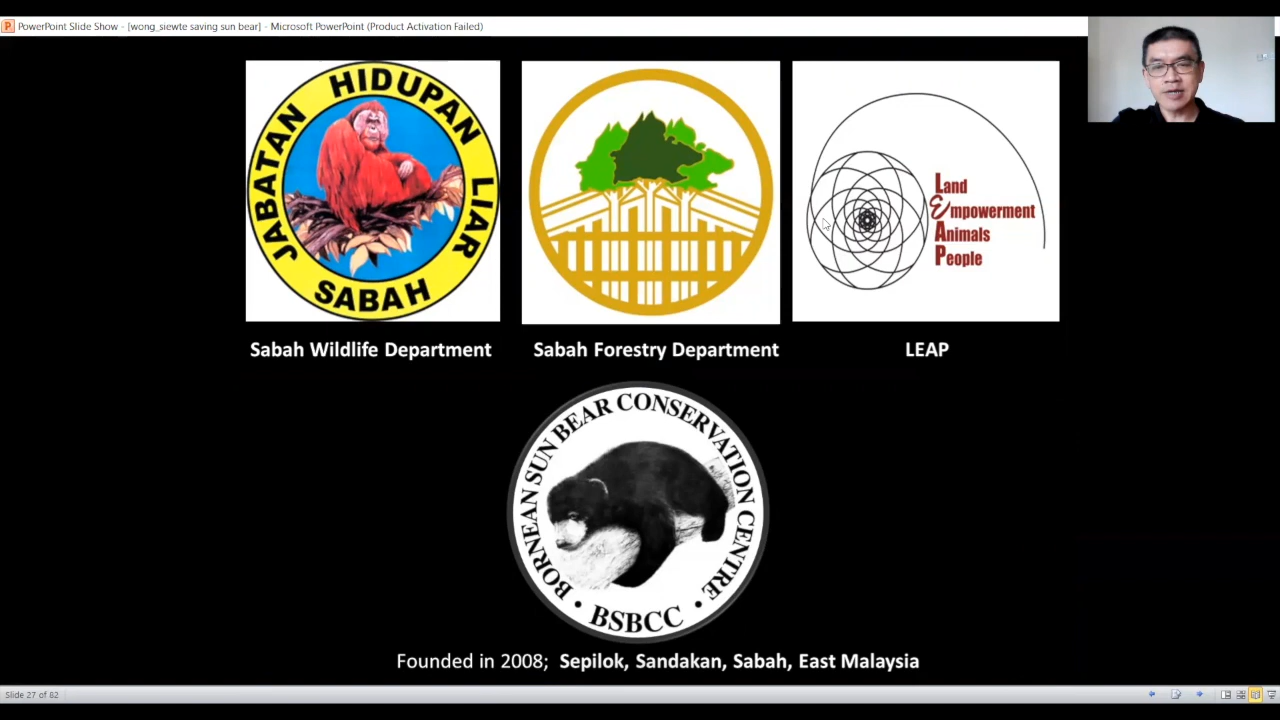 PowerPoint Slide Show - [wong_siewte saving sun bear] - Microsoft PowerPoint (Product Activation Failed)
JABATAN HIDUPAN LIAR
SABAH
Land
Empowerment
Animals
People
Sabah Wildlife Department
Sabah Forestry Department
LEAP
BORNEAN SUN BEAR CONSERVATION CENTRE
• BSBCC •
Founded in 2008; Sepilok, Sandakan, Sabah, East Malaysia
Slide 27 of 82